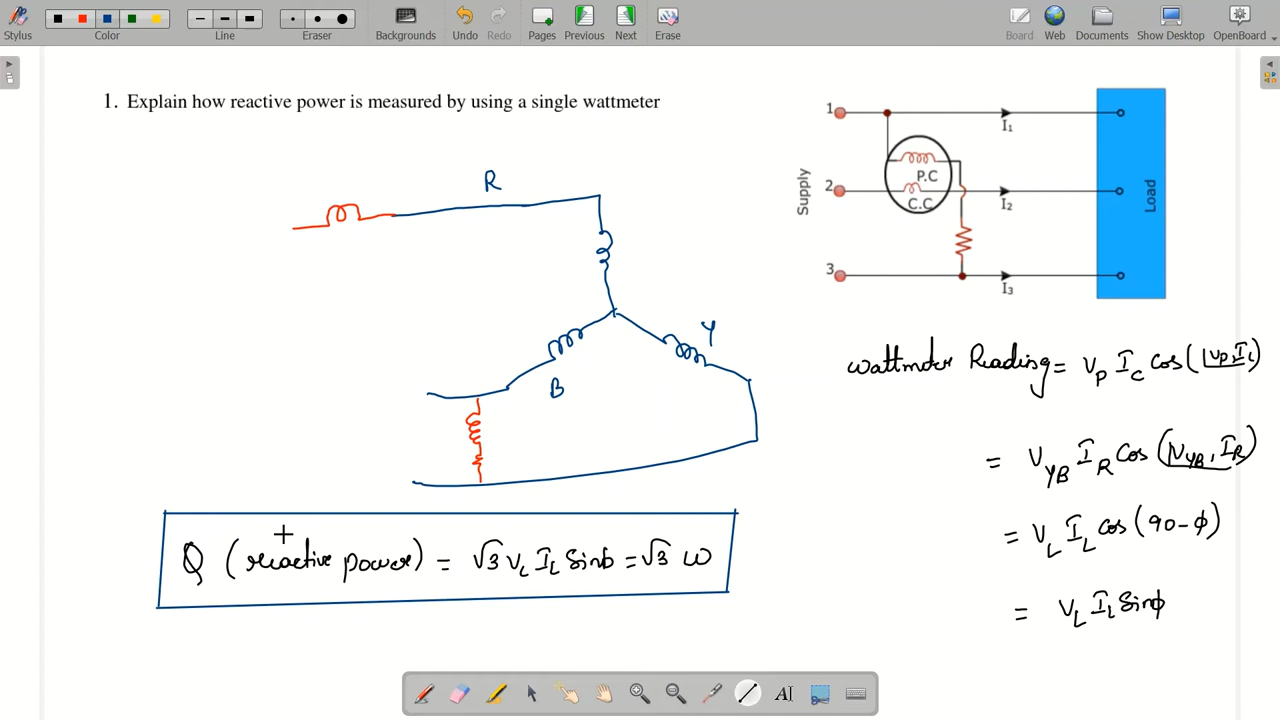 Stylus
Color
Line
Eraser
Backgrounds
Undo
Redo
Pages
Previous
Next
Erase
Board
Web
Documents
Show Desktop
OpenBoard
1. Explain how reactive power is measured by using a single wattmeter
R
Y
B
Q (reactive power) = √3 V_L I_L Sinϕ = √3 W
Supply
1
2
3
P.C
C.C
I₁
I₂
I₃
Load
Wattmeter Reading = V_P I_C Cos(V_P, I_L)
= V_YB I_R Cos (V_YB, I_R)
= V_L I_L Cos (90-ϕ)
= V_L I_L Sinϕ
A